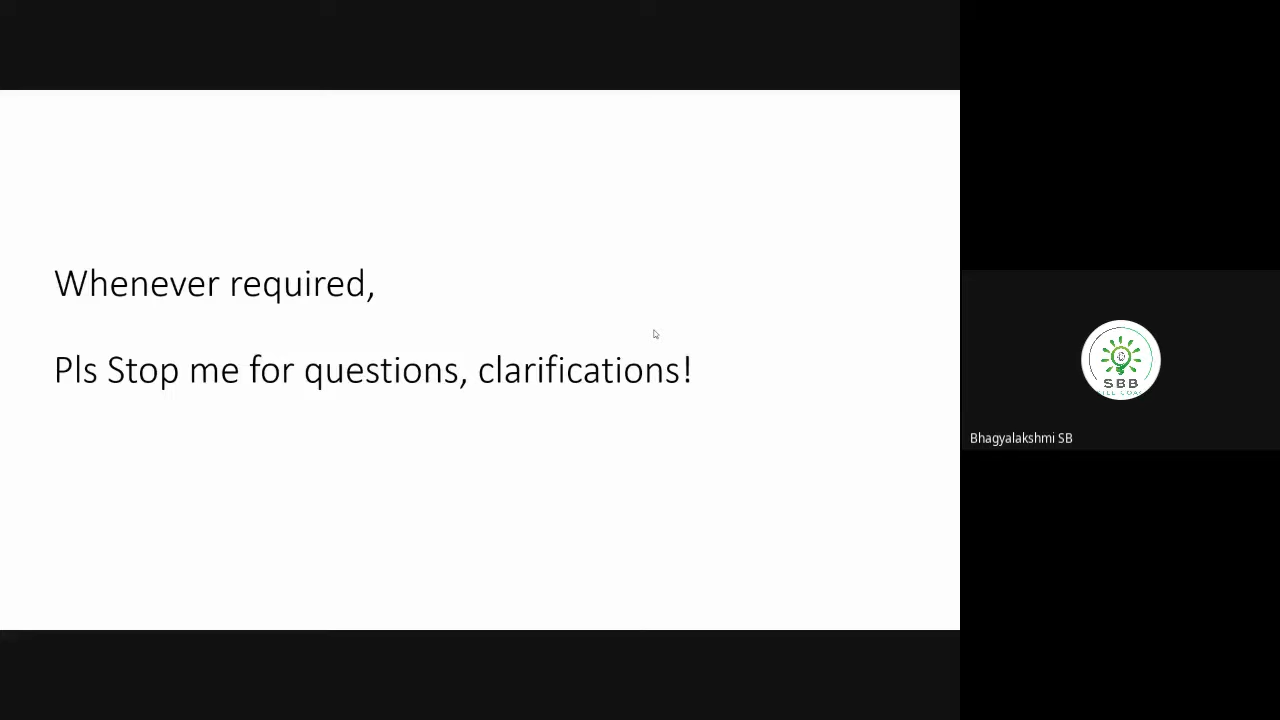 Whenever required,
Pls Stop me for questions, clarifications!
SBB
Bhagyalakshmi SB